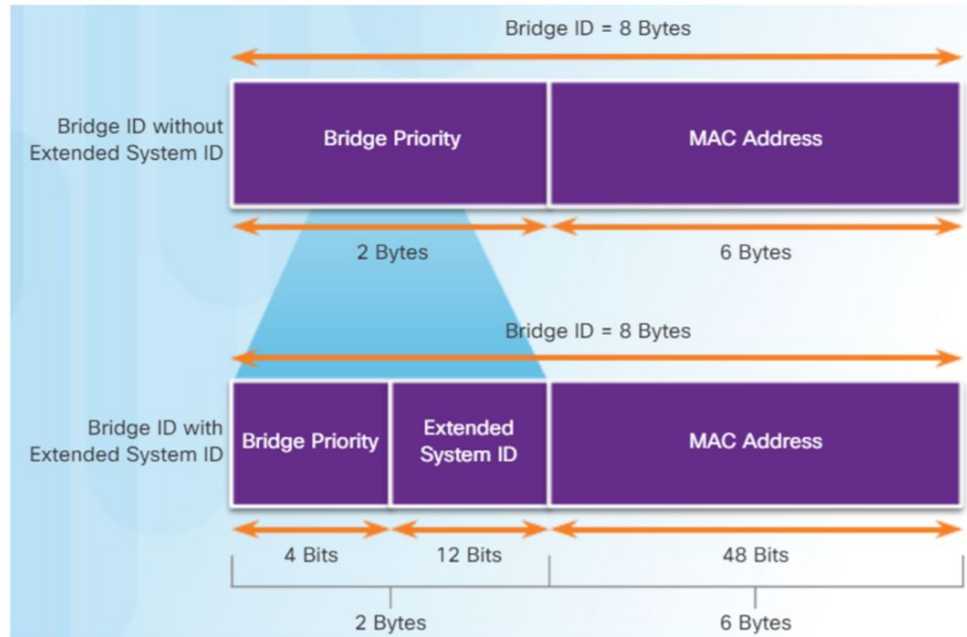 Bridge ID = 8 Bytes
Bridge ID without
Extended System ID
Bridge Priority
MAC Address
2 Bytes
6 Bytes
Bridge ID = 8 Bytes
Bridge ID with
Extended System ID
Bridge Priority
Extended
System ID
MAC Address
4 Bits
12 Bits
48 Bits
2 Bytes
6 Bytes